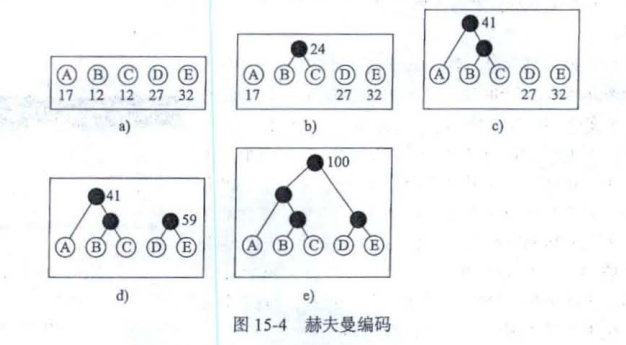 A B C D E
17 12 12 27 32
a)
24
A B C D E
17 27 32
b)
41
A B C D E
27 32
c)
41
59
A B C D E
d)
100
A B C D E
e)
图 15-4 赫夫曼编码